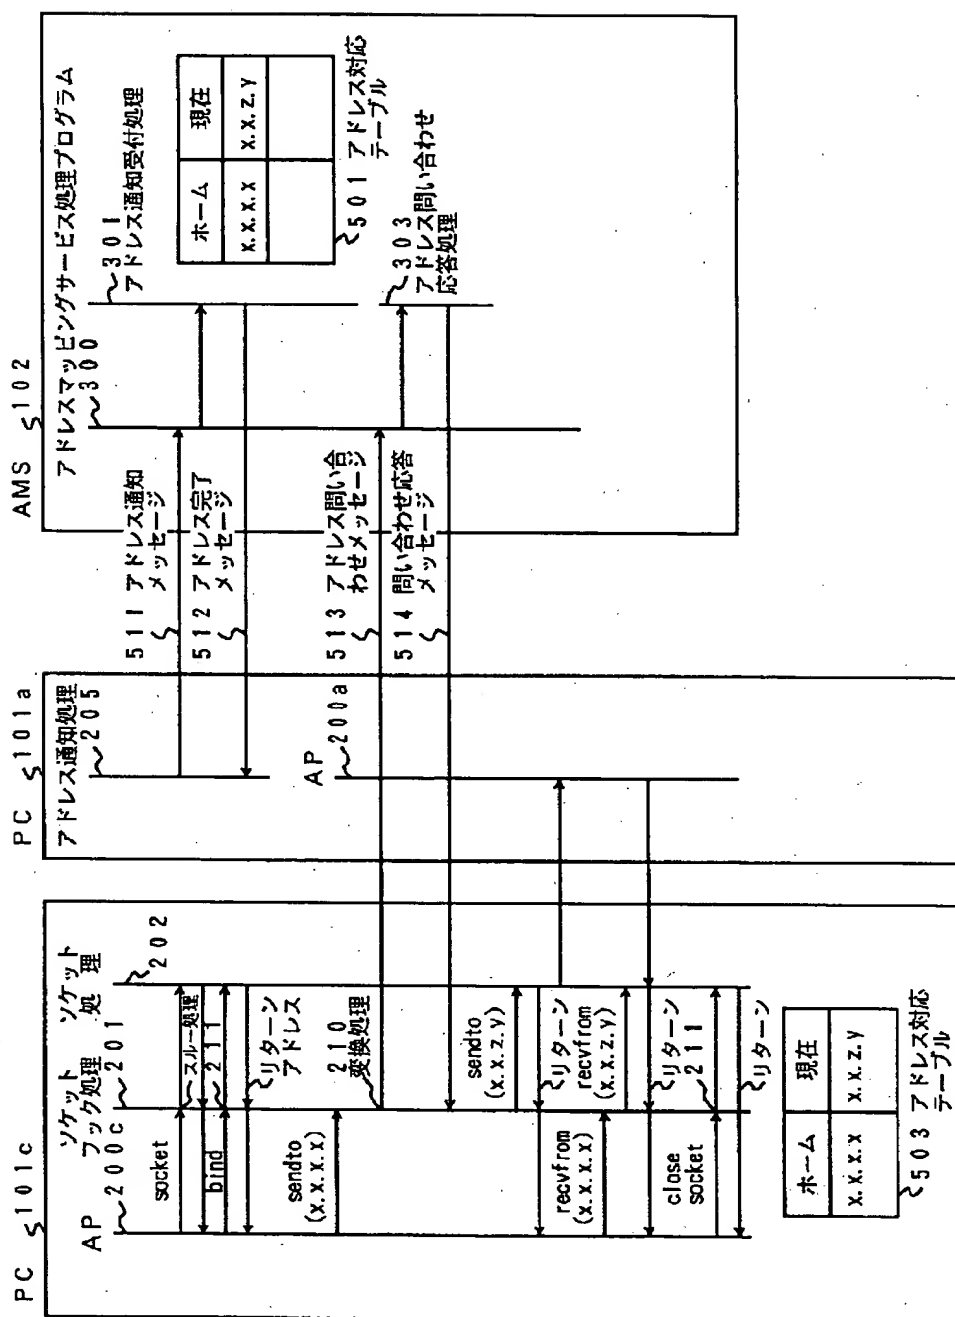 PC 101c
AP
200c
ソケット
フック処理
201
ソケット
処理
202
socket
スルー処理
bind
211
リターン
アドレス
sendto
(x.x.x.x)
210
変換処理
sendto
(x.x.z.y)
リターン
recvfrom
(x.x.x.x)
recvfrom
(x.x.z.y)
リターン
close
socket
211
リターン
ホーム
現在
x.x.x.x
x.x.z.y
503 アドレス対応
テーブル
PC 101a
アドレス通知処理
205
AP
200a
511 アドレス通知
メッセージ
512 アドレス完了
メッセージ
513 アドレス問い合
わせメッセージ
514 問い合わせ応答
メッセージ
AMS 102
アドレスマッピングサービス処理プログラム
300
301
アドレス通知受付処理
ホーム
現在
x.x.x.x
x.x.z.y
501 アドレス対応
テーブル
303
アドレス問い合わせ
応答処理